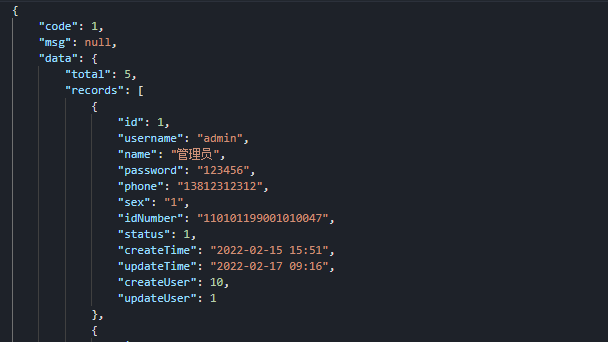 {
"code": 1,
"msg": null,
"data": {
"total": 5,
"records": [
{
"id": 1,
"username": "admin",
"name": "管理员",
"password": "123456",
"phone": "13812312312",
"sex": "1",
"idNumber": "110101199001010047",
"status": 1,
"createTime": "2022-02-15 15:51",
"updateTime": "2022-02-17 09:16",
"createUser": 10,
"updateUser": 1
},
{